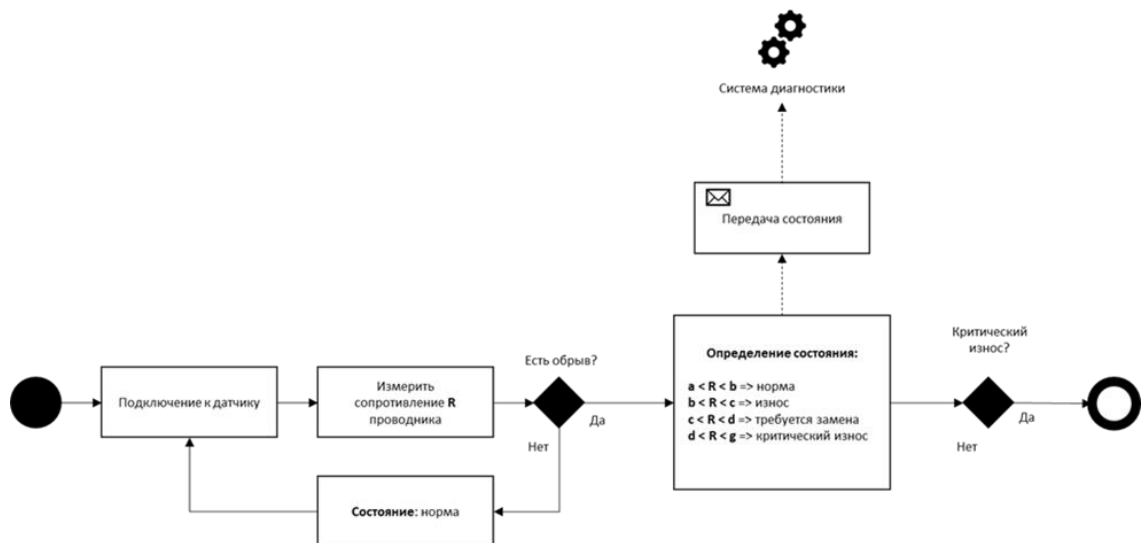 Система диагностики
Передача состояния
Критический
износ?
Определение состояния:
Есть обрыв?
a < R < b => норма
b < R < c => износ
c < R < d => требуется замена
d < R < g => критический износ
Подключение к датчику
Измерить
сопротивление R
проводника
Да
Да
Нет
Нет
Состояние: норма